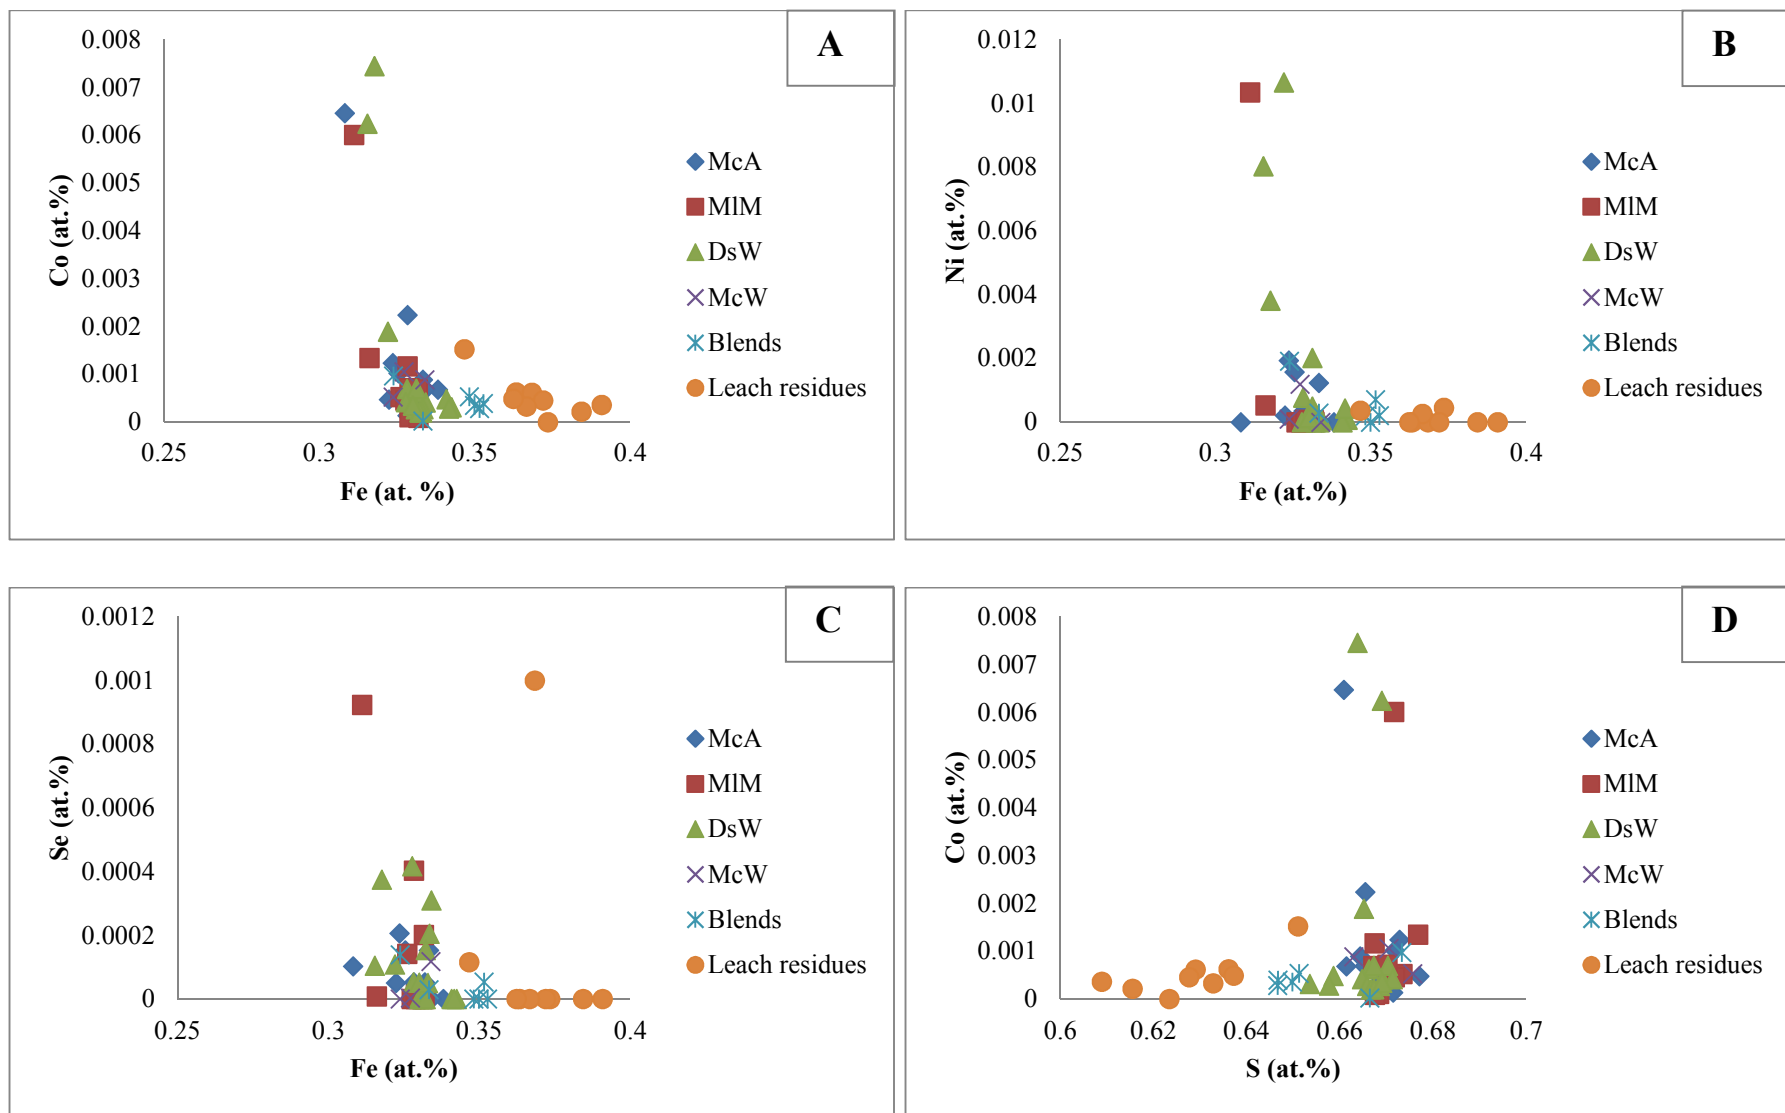 A
0.008
0.007
0.006
0.005
0.004
0.003
0.002
0.001
0
0.25
0.3
0.35
0.4
Co (at.%)
Fe (at. %)
McA
MlM
DsW
McW
Blends
Leach residues
B
0.012
0.01
0.008
0.006
0.004
0.002
0
0.25
0.3
0.35
0.4
Ni (at.%)
Fe (at.%)
McA
MlM
DsW
McW
Blends
Leach residues
C
0.0012
0.001
0.0008
0.0006
0.0004
0.0002
0
0.25
0.3
0.35
0.4
Se (at.%)
Fe (at.%)
McA
MlM
DsW
McW
Blends
Leach residues
D
0.008
0.007
0.006
0.005
0.004
0.003
0.002
0.001
0
0.6
0.62
0.64
0.66
0.68
0.7
Co (at.%)
S (at.%)
McA
MlM
DsW
McW
Blends
Leach residues